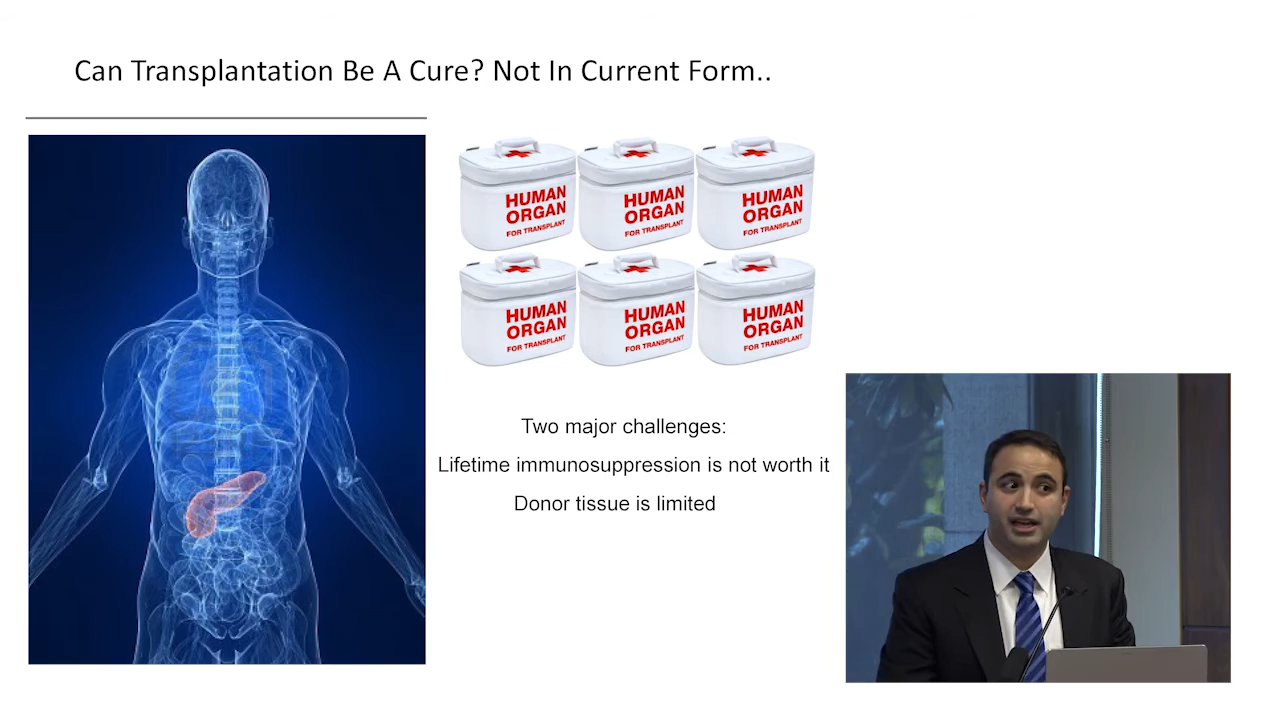 Can Transplantation Be A Cure? Not In Current Form..
HUMAN
ORGAN
FOR TRANSPLANT
HUMAN
ORGAN
FOR TRANSPLANT
HUMAN
ORGAN
FOR TRANSPLANT
HUMAN
ORGAN
FOR TRANSPLANT
HUMAN
ORGAN
FOR TRANSPLANT
HUMAN
ORGAN
FOR TRANSPLANT
Two major challenges:
Lifetime immunosuppression is not worth it
Donor tissue is limited